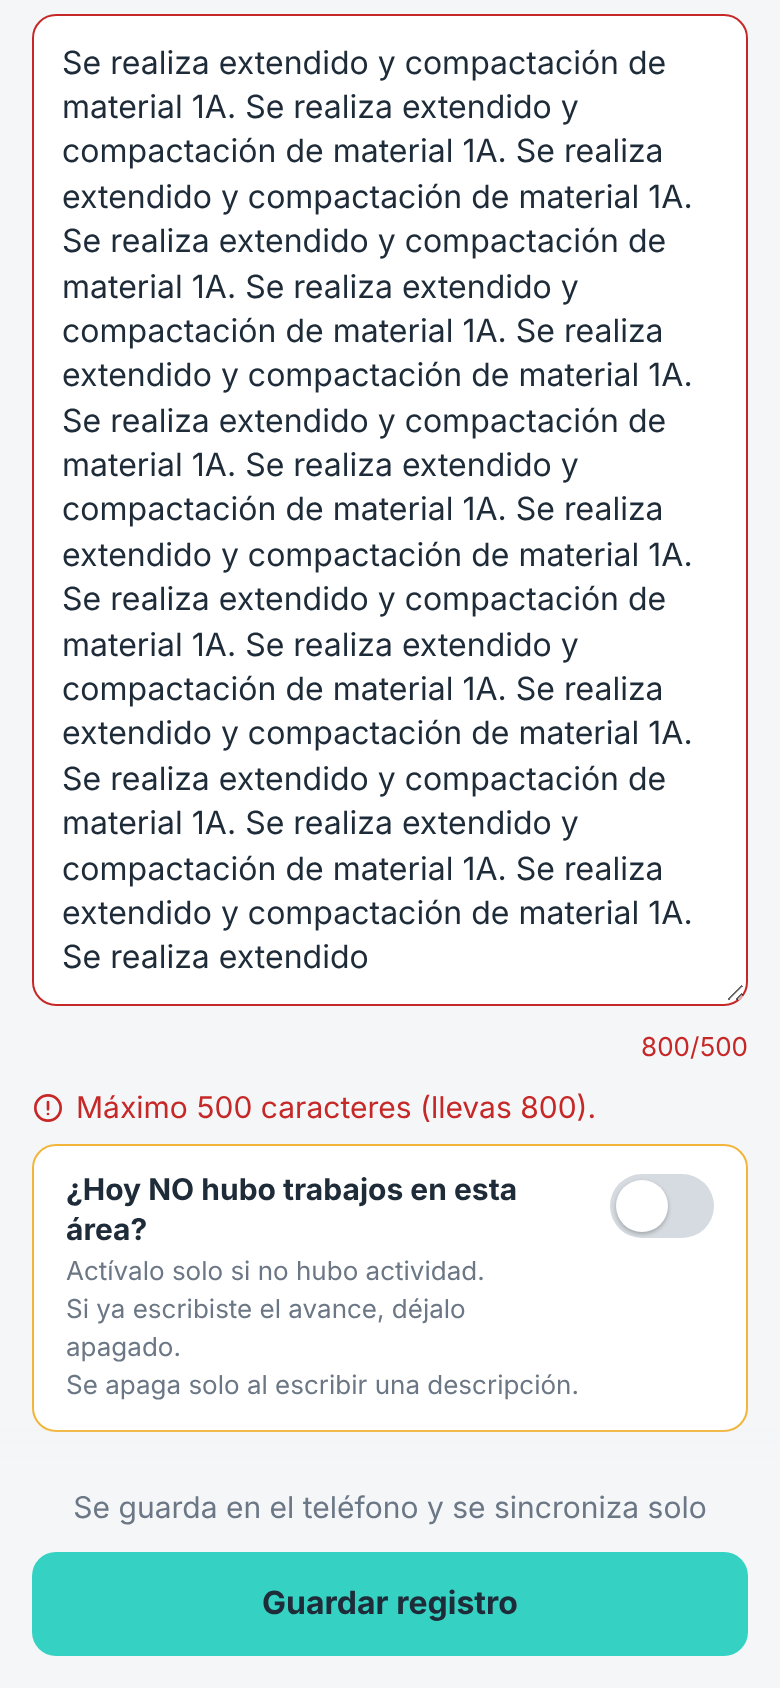 Se realiza extendido y compactación de
material 1A. Se realiza extendido y
compactación de material 1A. Se realiza
extendido y compactación de material 1A.
Se realiza extendido y compactación de
material 1A. Se realiza extendido y
compactación de material 1A. Se realiza
extendido y compactación de material 1A.
Se realiza extendido y compactación de
material 1A. Se realiza extendido y
compactación de material 1A. Se realiza
extendido y compactación de material 1A.
Se realiza extendido y compactación de
material 1A. Se realiza extendido y
compactación de material 1A. Se realiza
extendido y compactación de material 1A.
Se realiza extendido y compactación de
material 1A. Se realiza extendido y
compactación de material 1A. Se realiza
extendido y compactación de material 1A.
Se realiza extendido
800/500
Máximo 500 caracteres (llevas 800).
¿Hoy NO hubo trabajos en esta
área?
Actívalo solo si no hubo actividad.
Si ya escribiste el avance, déjalo
apagado.
Se apaga solo al escribir una descripción.
Se guarda en el teléfono y se sincroniza solo
Guardar registro